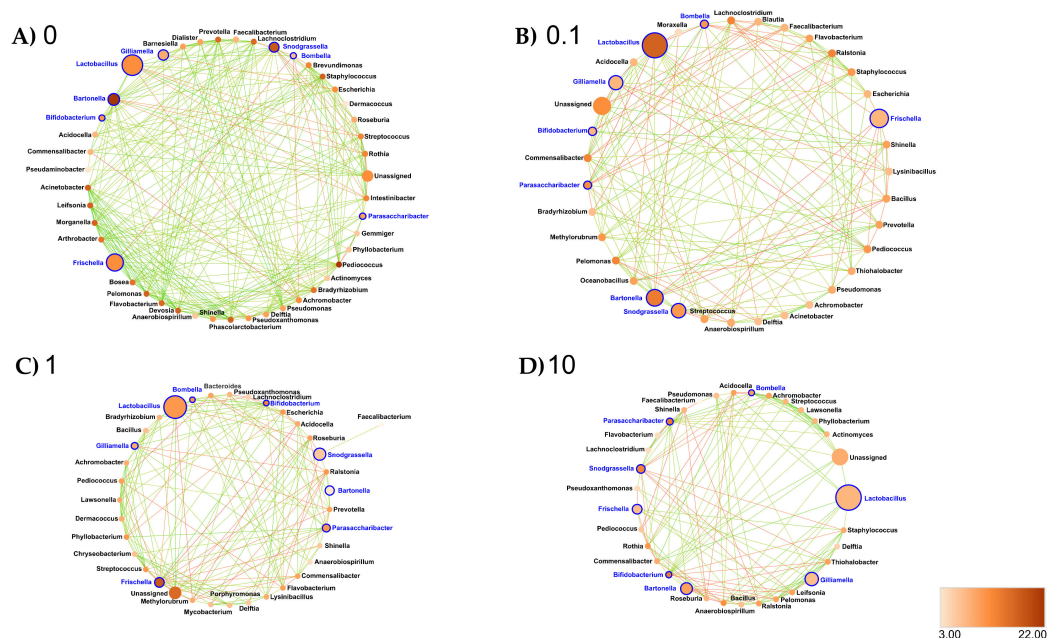 A) 0
Prevotella
Faecalibacterium
Dialister
Lachnoclostridium
Barnesiella
Snodgrassella
Gilliamella
Bombella
Lactobacillus
Brevundimonas
Staphylococcus
Escherichia
Bartonella
Dermacoccus
Bifidobacterium
Roseburia
Acidocella
Streptococcus
Commensalibacter
Rothia
Pseudaminobacter
Unassigned
Acinetobacter
Intestinibacter
Leifsonia
Parasaccharibacter
Morganella
Gemmiger
Arthrobacter
Phyllobacterium
Frischella
Pediococcus
Bosea
Actinomyces
Pelomonas
Bradyrhizobium
Flavobacterium
Achromobacter
Devosia
Pseudomonas
Anaerobiospirillum
Shinella
Delftia
Pseudoxanthomonas
Phascolarctobacterium
B) 0.1
Bombella
Lachnoclostridium
Moraxella
Blautia
Faecalibacterium
Lactobacillus
Flavobacterium
Ralstonia
Acidocella
Staphylococcus
Gilliamella
Escherichia
Unassigned
Frischella
Bifidobacterium
Shinella
Commensalibacter
Lysinibacillus
Parasaccharibacter
Bacillus
Bradyrhizobium
Prevotella
Methylorubrum
Pediococcus
Pelomonas
Thiohalobacter
Oceanobacillus
Pseudomonas
Bartonella
Achromobacter
Snodgrassella
Streptococcus
Acinetobacter
Delftia
Anaerobiospirillum
C) 1
Bombella
Bacteroides
Pseudoxanthomonas
Lachnoclostridium
Bifidobacterium
Lactobacillus
Escherichia
Faecalibacterium
Bradyrhizobium
Acidocella
Bacillus
Roseburia
Gilliamella
Snodgrassella
Achromobacter
Ralstonia
Pediococcus
Bartonella
Lawsonella
Prevotella
Dermacoccus
Parasaccharibacter
Phyllobacterium
Shinella
Chryseobacterium
Anaerobiospirillum
Streptococcus
Commensalibacter
Frischella
Flavobacterium
Unassigned
Lysinibacillus
Methylorubrum
Porphyromonas
Delftia
Mycobacterium
D) 10
Acidocella
Bombella
Pseudomonas
Achromobacter
Faecalibacterium
Streptococcus
Shinella
Lawsonella
Parasaccharibacter
Phyllobacterium
Flavobacterium
Actinomyces
Lachnoclostridium
Unassigned
Snodgrassella
Pseudoxanthomonas
Lactobacillus
Frischella
Pediococcus
Staphylococcus
Rothia
Delftia
Commensalibacter
Thiohalobacter
Bifidobacterium
Gilliamella
Bartonella
Leifsonia
Roseburia
Pelomonas
Bacillus
Ralstonia
Anaerobiospirillum
3.00
22.00